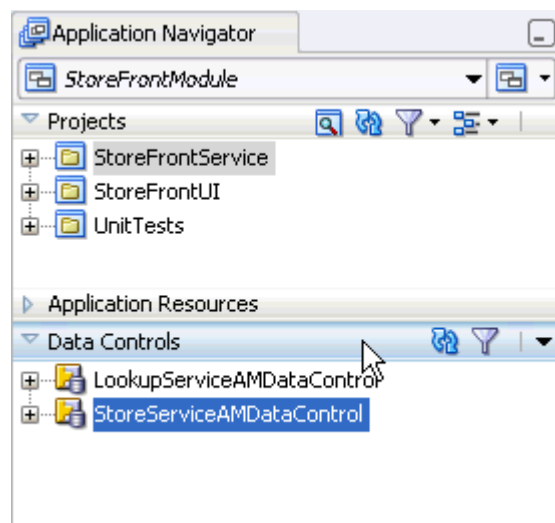 Application Navigator
StoreFrontModule
Projects
StoreFrontService
StoreFrontUI
UnitTests
Application Resources
Data Controls
LookupServiceAMDataControl
StoreServiceAMDataControl